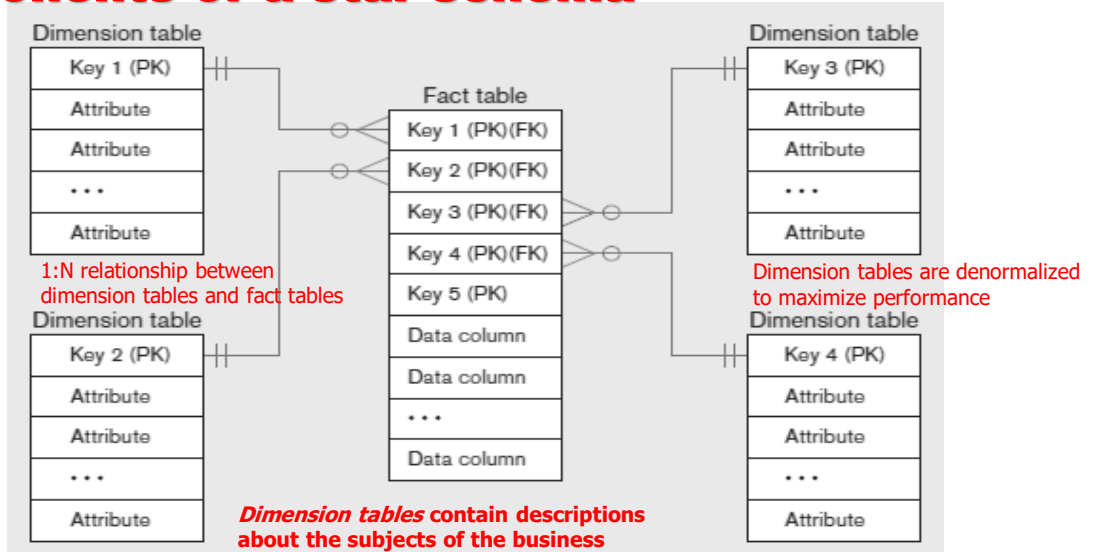 Dimension table
Key 1 (PK)
Attribute
Attribute
• • •
Attribute
1:N relationship between
dimension tables and fact tables
Dimension table
Key 2 (PK)
Attribute
Attribute
• • •
Attribute
Fact table
Key 1 (PK)(FK)
Key 2 (PK)(FK)
Key 3 (PK)(FK)
Key 4 (PK)(FK)
Key 5 (PK)
Data column
Data column
• • •
Data column
Dimension tables contain descriptions
about the subjects of the business
Dimension table
Key 3 (PK)
Attribute
Attribute
• • •
Attribute
Dimension tables are denormalized
to maximize performance
Dimension table
Key 4 (PK)
Attribute
Attribute
• • •
Attribute